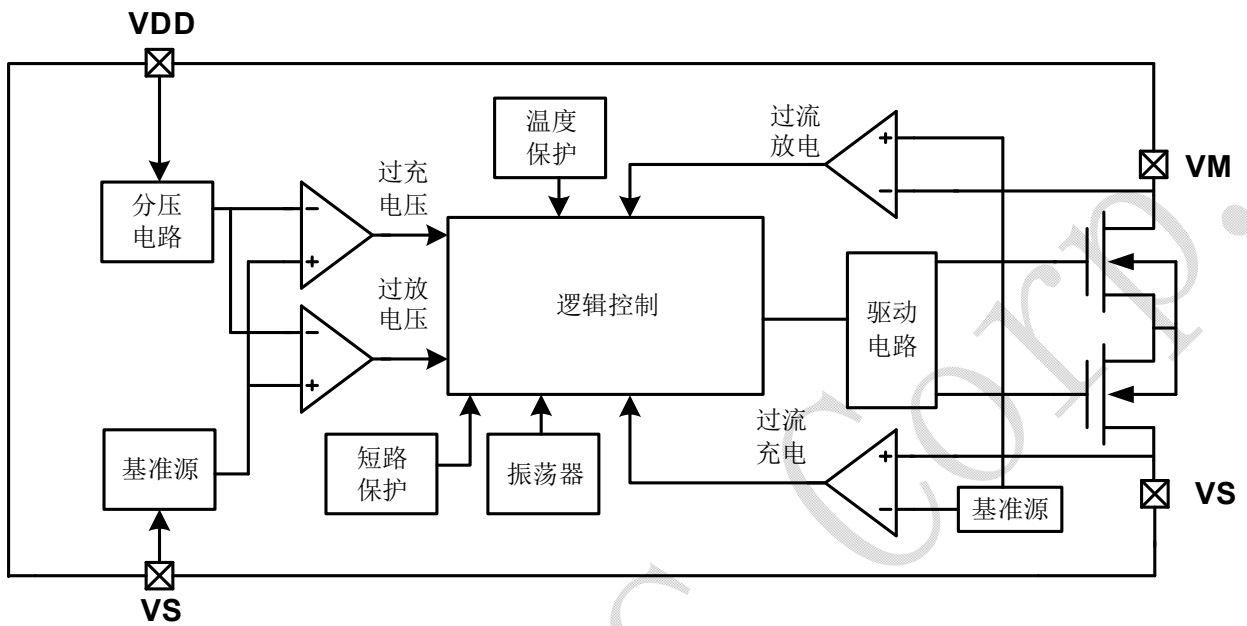 VDD
温度
保护
过流
放电
+
-
VM
分压
电路
过充
电压
-
+
过放
电压
-
+
逻辑控制
驱动
电路
基准源
短路
保护
振荡器
过流
充电
+
-
基准源
VS
VS
Corp.